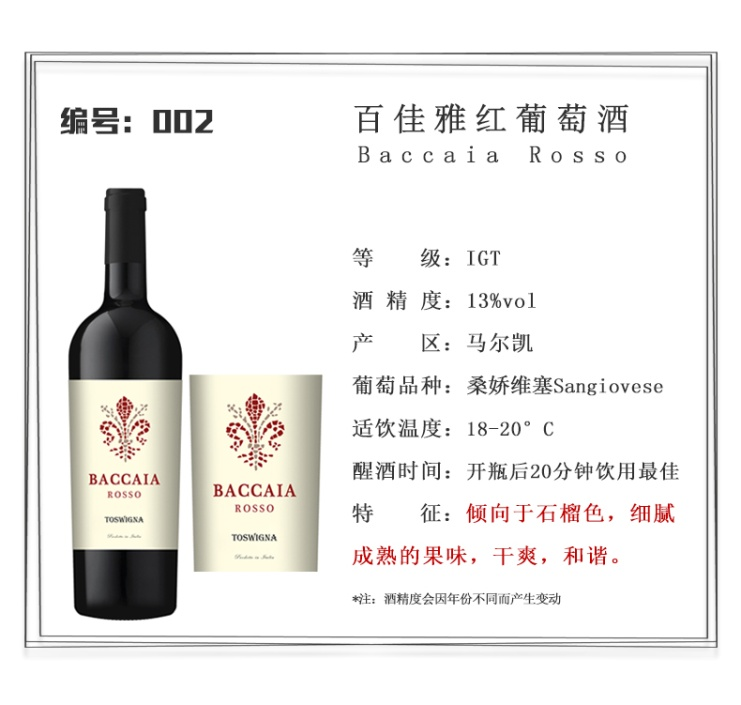 编号：002
百佳雅红葡萄酒
Baccaia Rosso
等 级：IGT
酒精度：13%vol
产 区：马尔凯
葡萄品种：桑娇维塞Sangiovese
适饮温度：18-20°C
醒酒时间：开瓶后20分钟饮用最佳
特 征：倾向于石榴色，细腻
成熟的果味，干爽，和谐。
*注：酒精度会因年份不同而产生变动
BACCAIA
ROSSO
TOSWIGNA
BACCAIA
ROSSO
TOSWIGNA